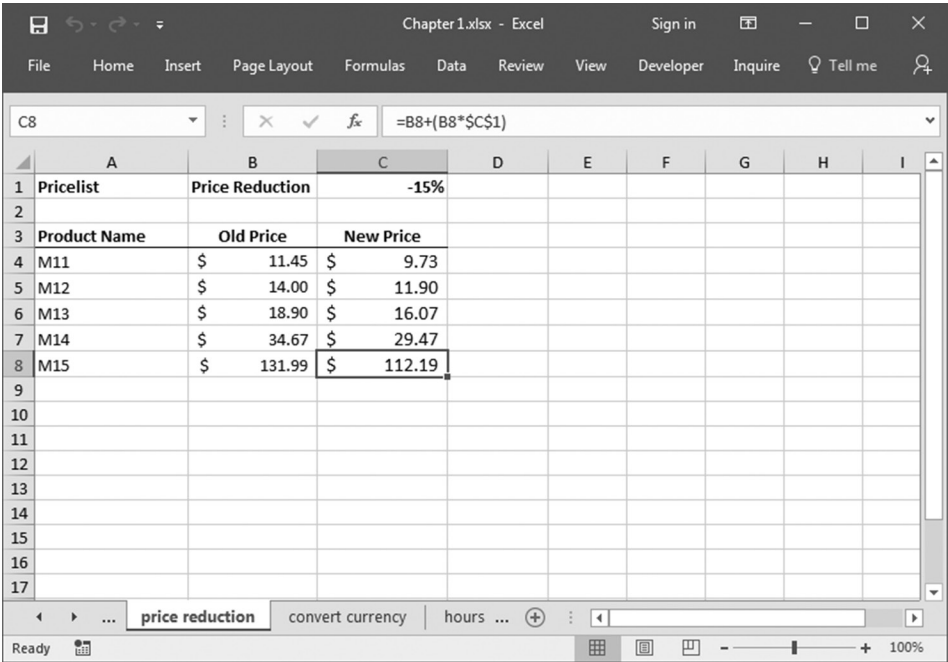 Chapter1.xlsx - Excel
Sign in
File Home Insert Page Layout Formulas Data Review View Developer Inquire Tell me
C8 fx =B8+(B8*$C$1)
A B C D E F G H I
1 Pricelist Price Reduction -15%
2
3 Product Name Old Price New Price
4 M11 $ 11.45 $ 9.73
5 M12 $ 14.00 $ 11.90
6 M13 $ 18.90 $ 16.07
7 M14 $ 34.67 $ 29.47
8 M15 $ 131.99 $ 112.19
9
10
11
12
13
14
15
16
17
... price reduction convert currency hours ...
Ready 100%